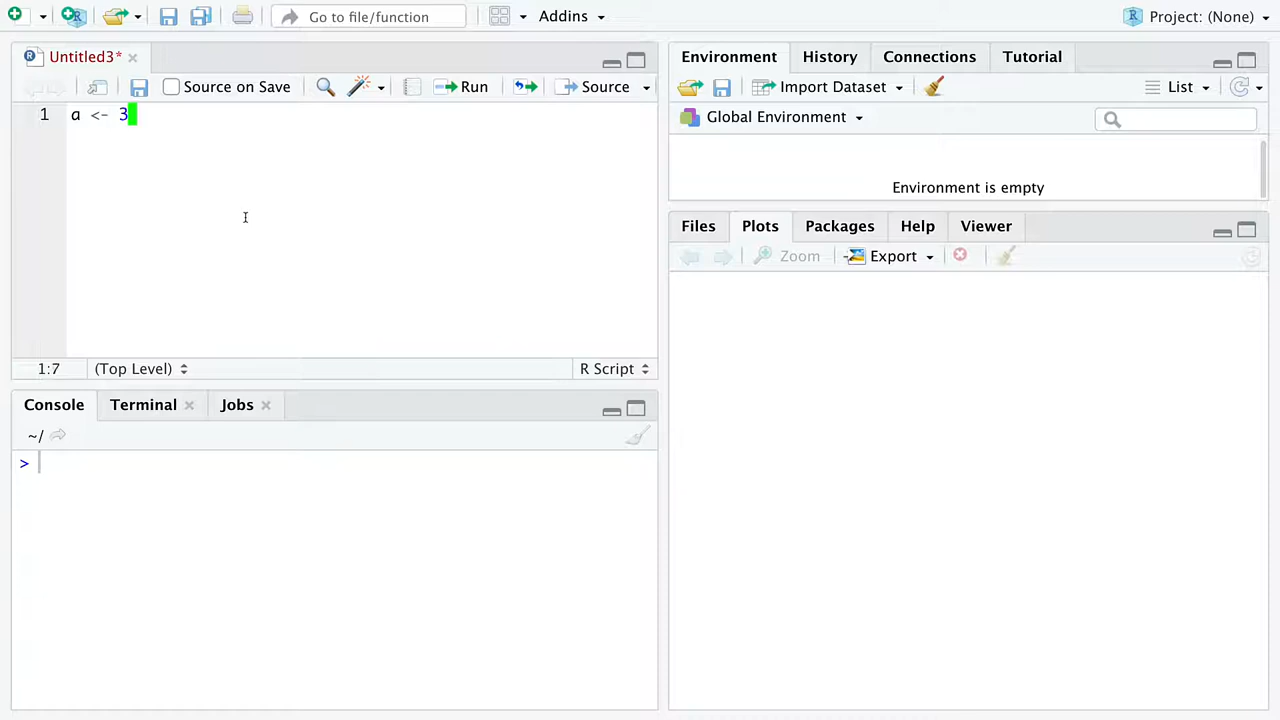 Go to file/function
Addins
Project: (None)
Untitled3*
Source on Save
Run
Source
1
a <- 3
1:7
(Top Level)
R Script
Console
Terminal
Jobs
~/
>
Environment
History
Connections
Tutorial
Import Dataset
List
Global Environment
Environment is empty
Files
Plots
Packages
Help
Viewer
Zoom
Export